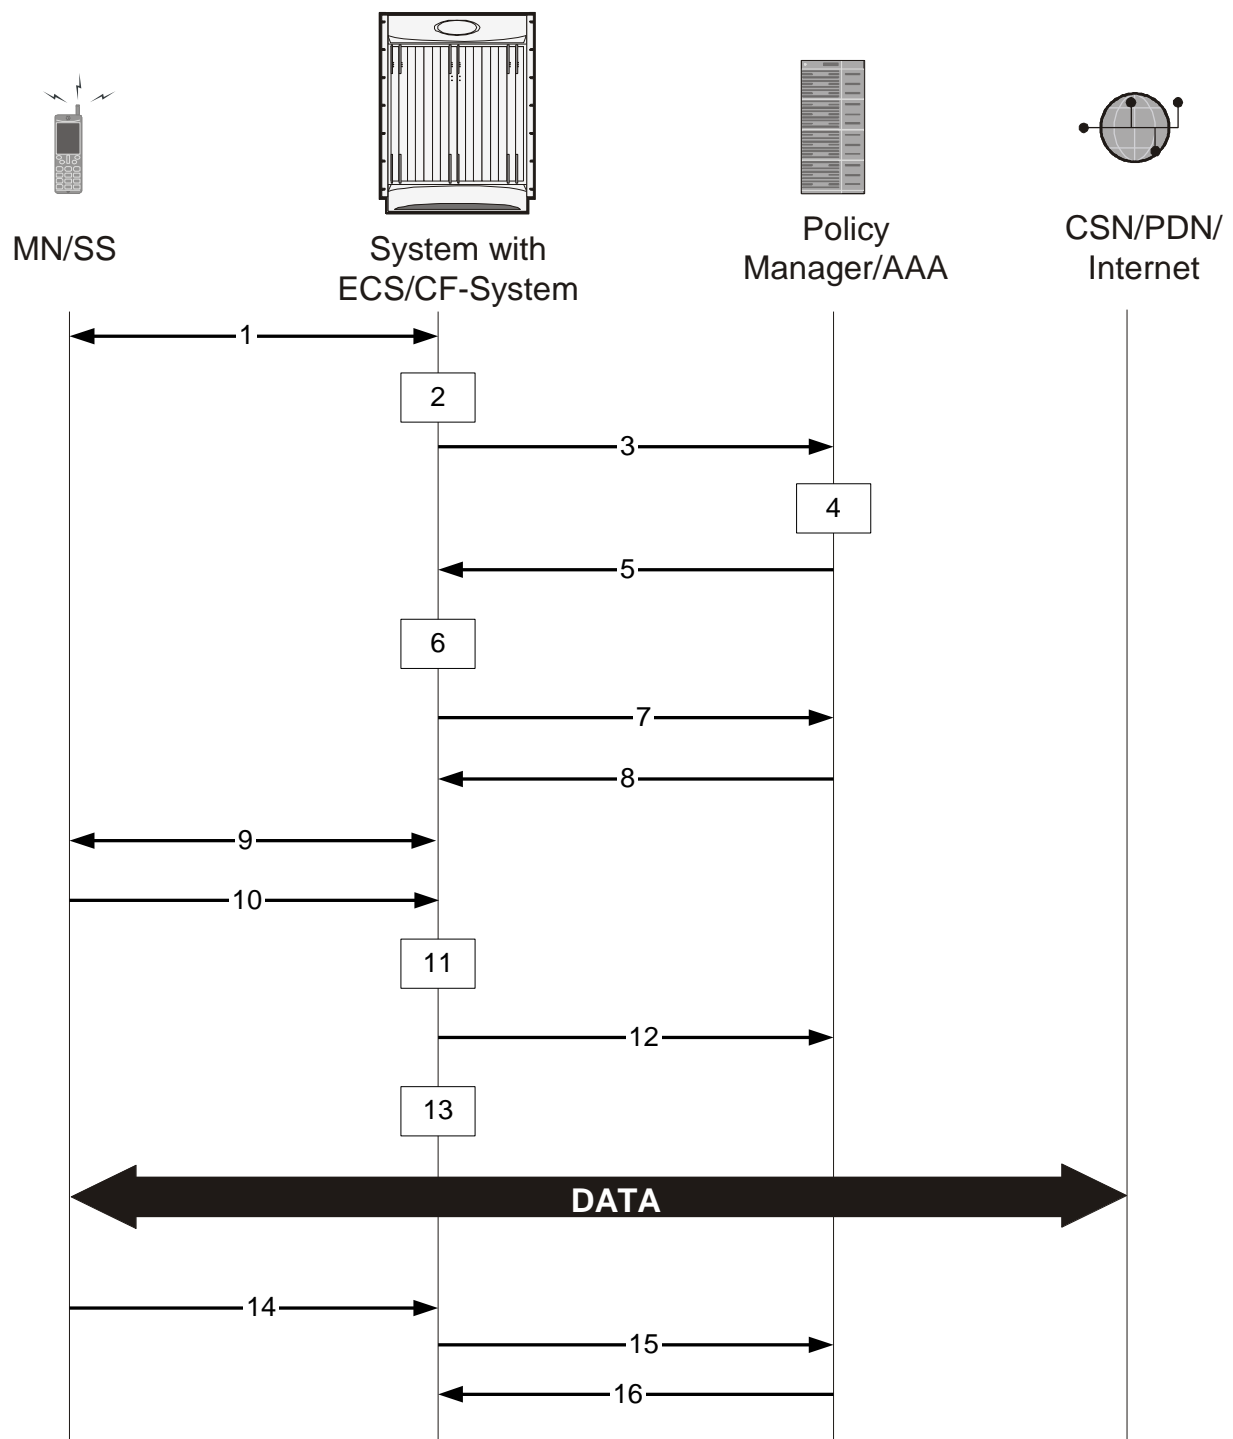 MN/SS
System with
ECS/CF-System
Policy
Manager/AAA
CSN/PDN/
Internet
1
2
3
4
5
6
7
8
9
10
11
12
13
DATA
14
15
16